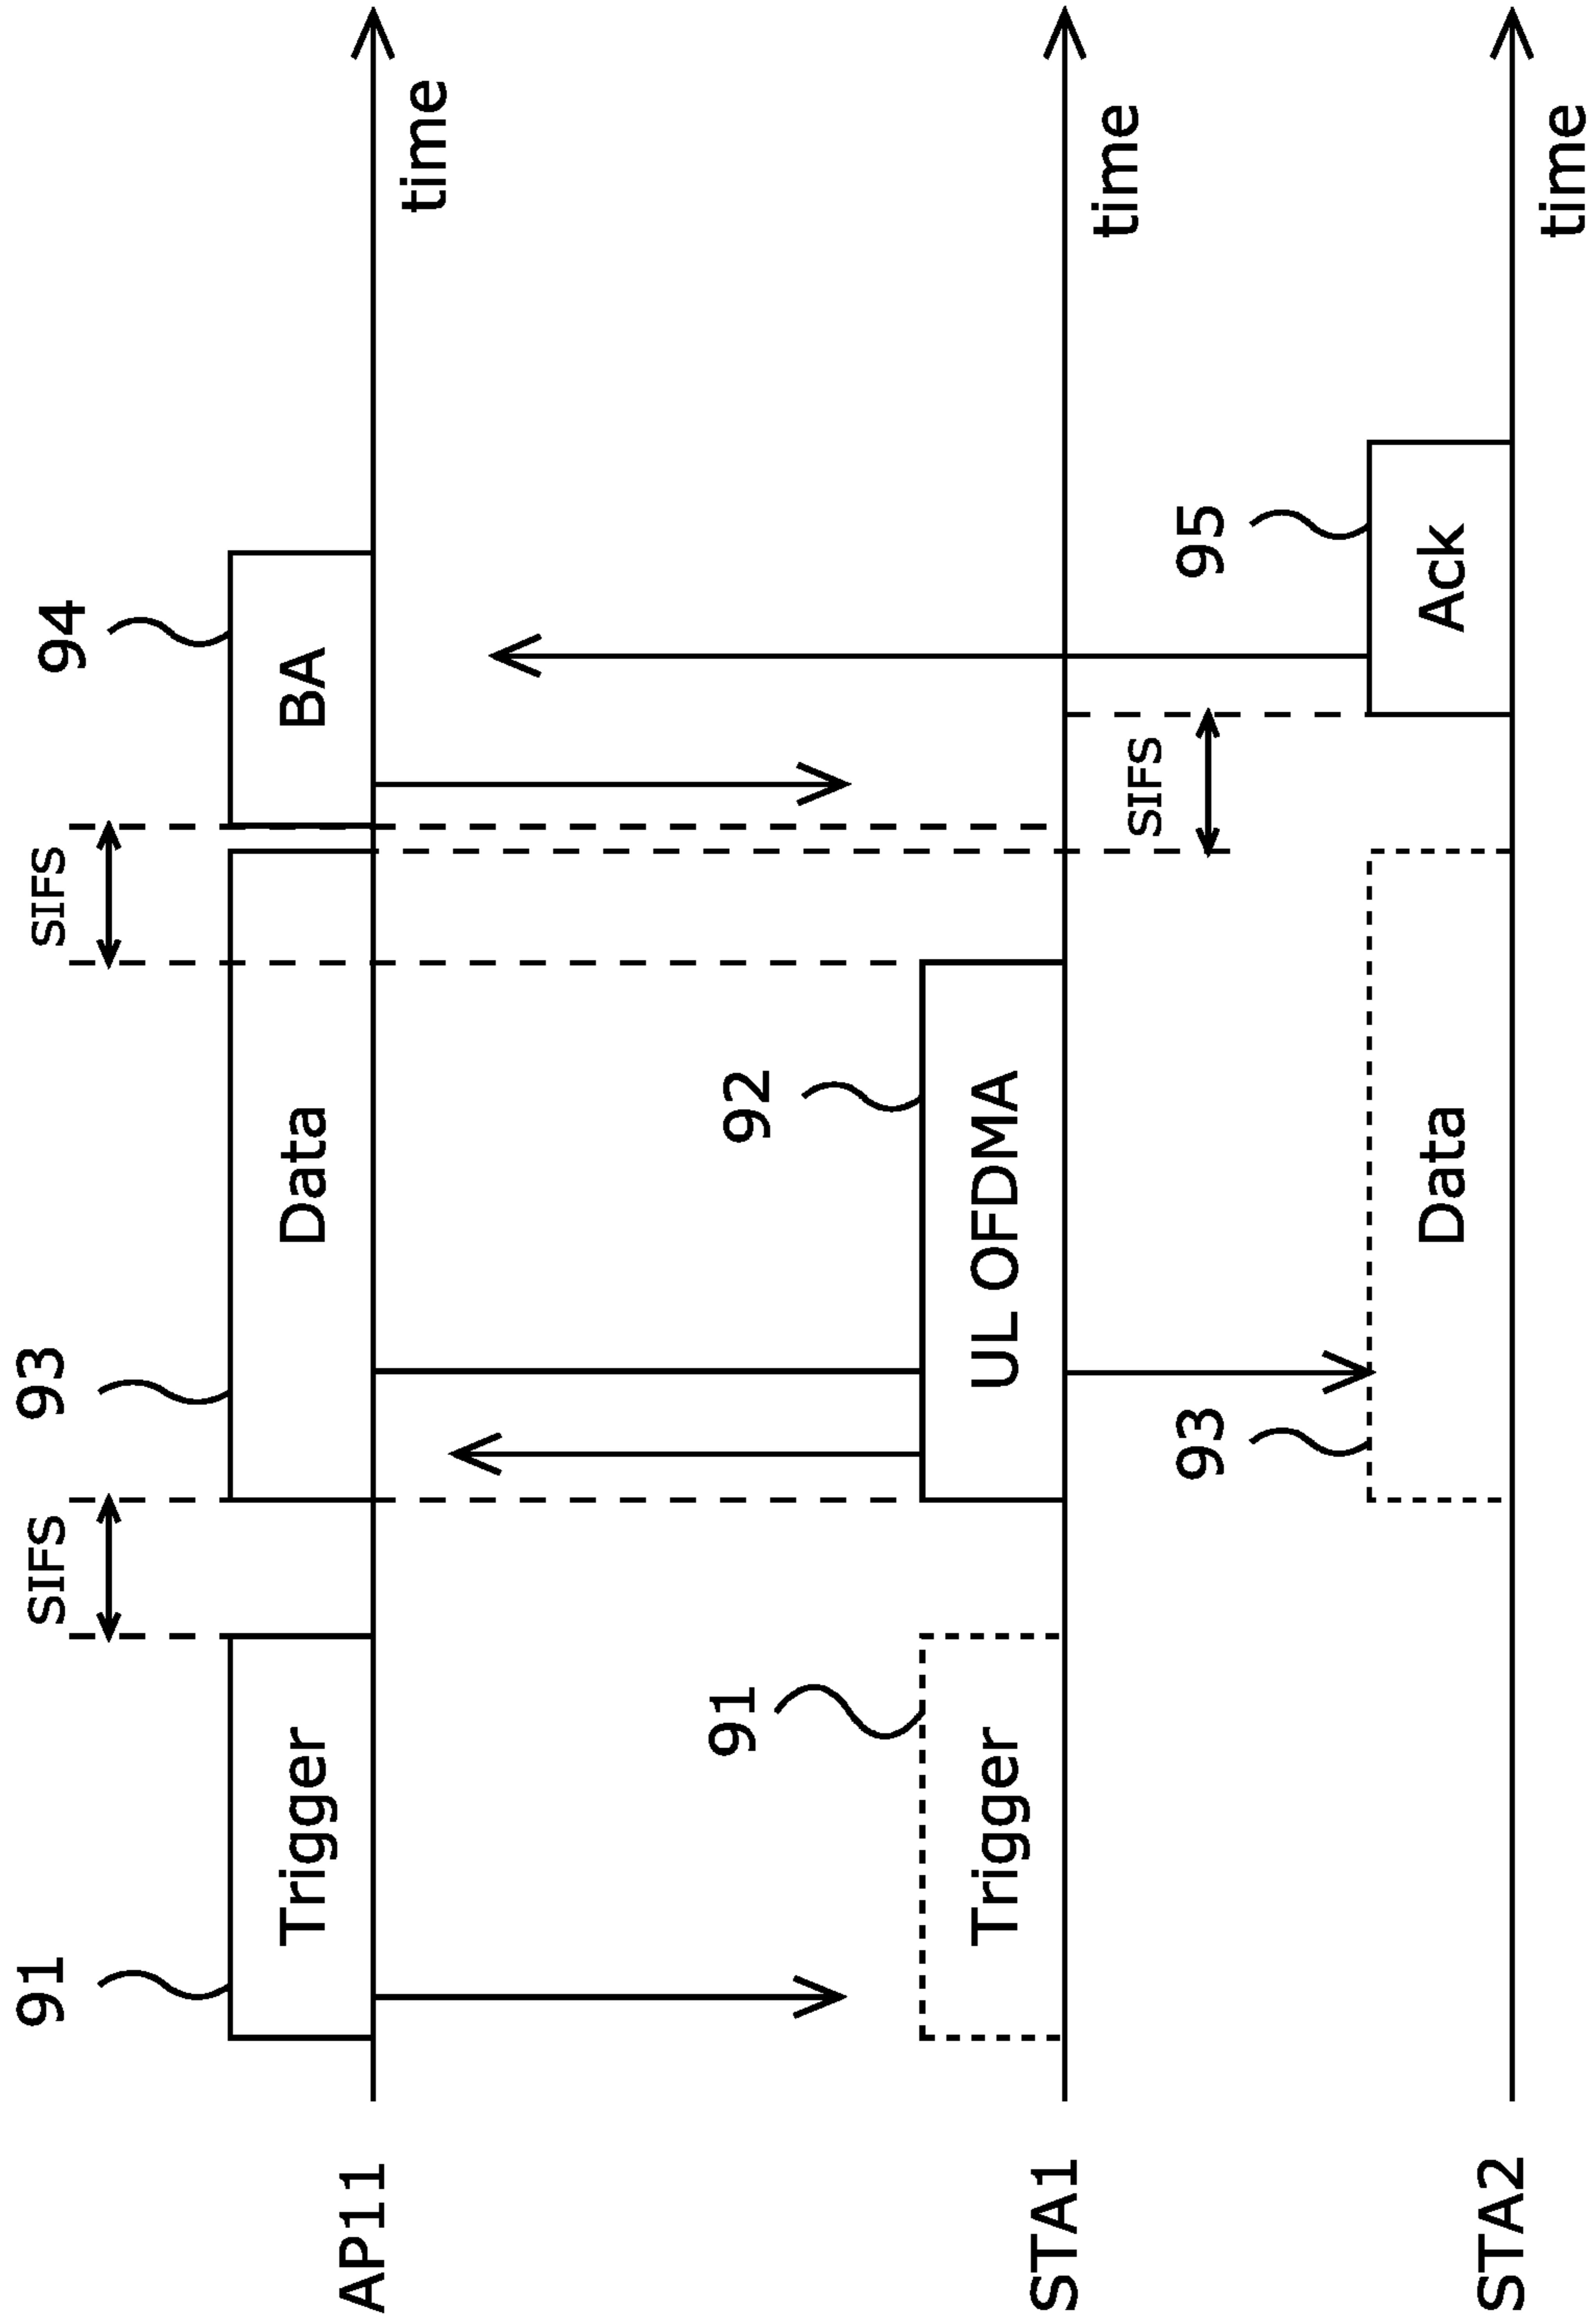 SIFS
SIFS
91
93
94
Trigger
Data
BA
AP11
time
91
92
Trigger
UL OFDMA
STA1
time
SIFS
93
95
Data
Ack
STA2
time